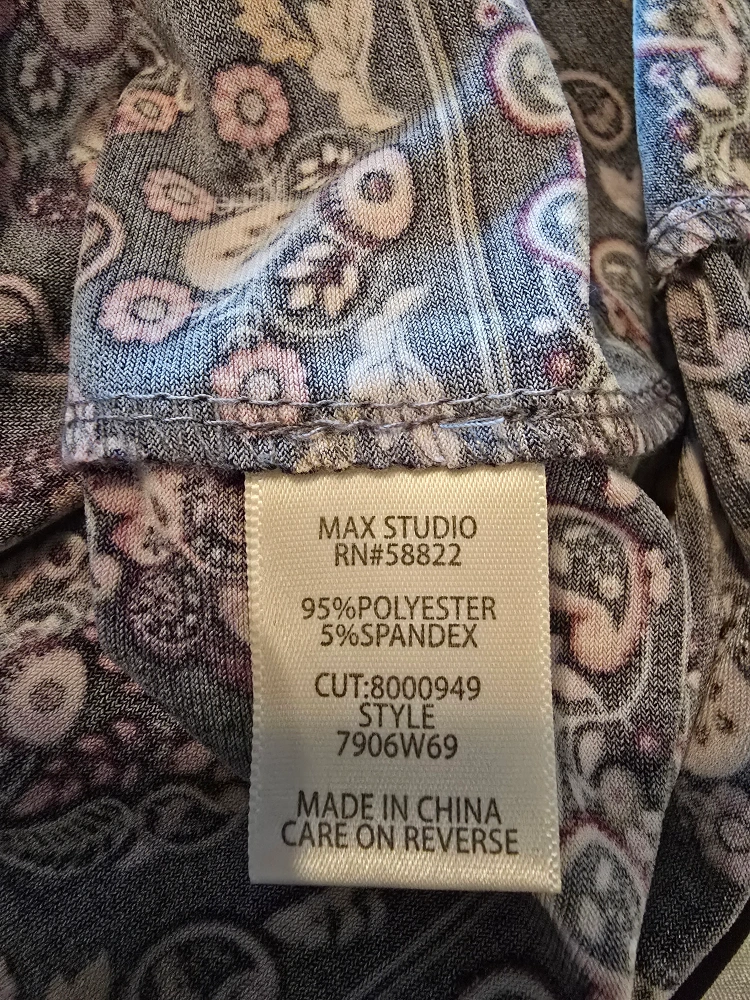 MAX STUDIO
RN#58822
95%POLYESTER
5%SPANDEX
CUT:8000949
STYLE
7906W69
MADE IN CHINA
CARE ON REVERSE